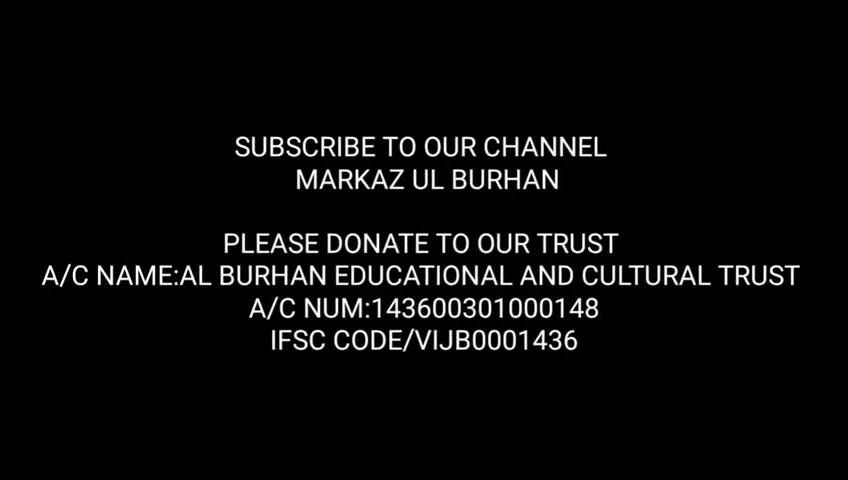 SUBSCRIBE TO OUR CHANNEL
MARKAZ UL BURHAN
PLEASE DONATE TO OUR TRUST
A/C NAME:AL BURHAN EDUCATIONAL AND CULTURAL TRUST
A/C NUM:143600301000148
IFSC CODE/VIJB0001436